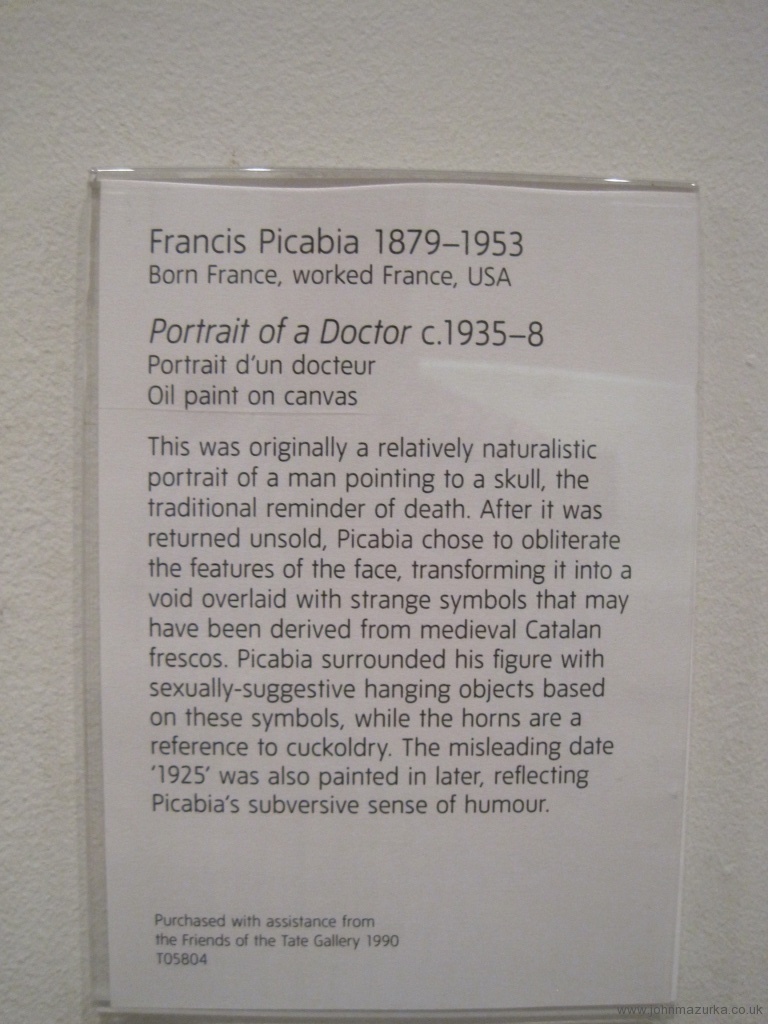 Francis Picabia 1879–1953
Born France, worked France, USA
Portrait of a Doctor c.1935–8
Portrait d'un docteur
Oil paint on canvas
This was originally a relatively naturalistic
portrait of a man pointing to a skull, the
traditional reminder of death. After it was
returned unsold, Picabia chose to obliterate
the features of the face, transforming it into a
void overlaid with strange symbols that may
have been derived from medieval Catalan
frescos. Picabia surrounded his figure with
sexually-suggestive hanging objects based
on these symbols, while the horns are a
reference to cuckoldry. The misleading date
'1925' was also painted in later, reflecting
Picabia's subversive sense of humour.
Purchased with assistance from
the Friends of the Tate Gallery 1990
T05804
www.johnmazurka.co.uk